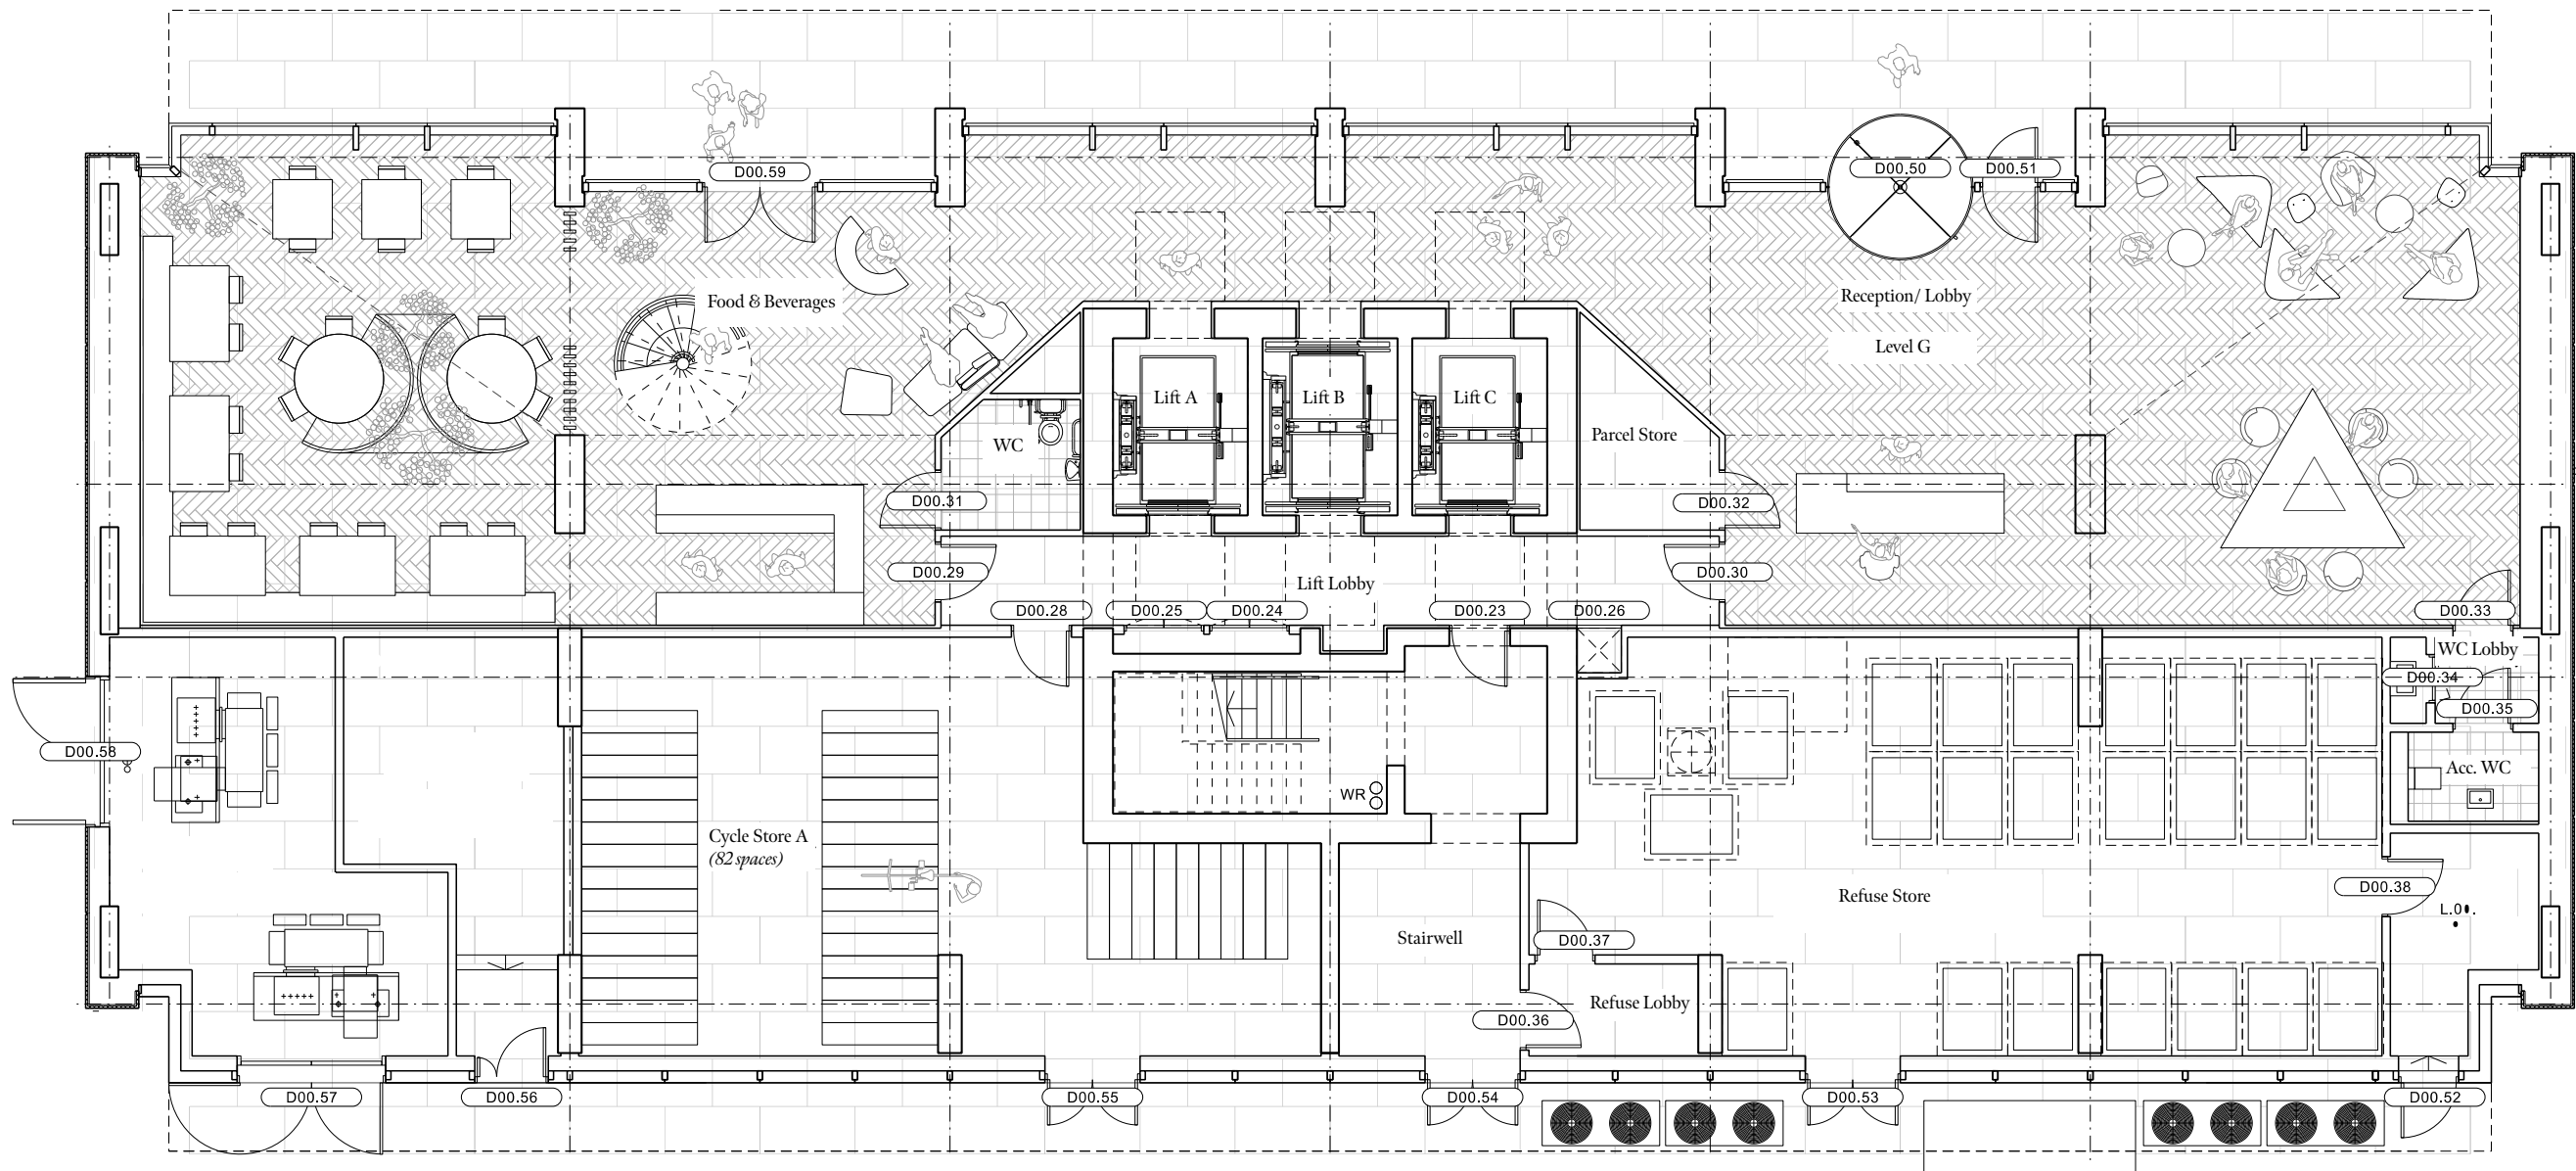 D00.59
D00.50
D00.51
Food & Beverages
Reception/ Lobby
Level G
Lift A
Lift B
Lift C
WC
Parcel Store
D00.31
D00.32
D00.29
D00.30
Lift Lobby
D00.28
D00.25
D00.24
D00.23
D00.26
D00.33
WC Lobby
D00.34
D00.35
D00.58
Acc. WC
WR
Cycle Store A
(82 spaces)
D00.38
Refuse Store
L.0
Stairwell
D00.37
Refuse Lobby
D00.36
D00.57
D00.56
D00.55
D00.54
D00.53
D00.52